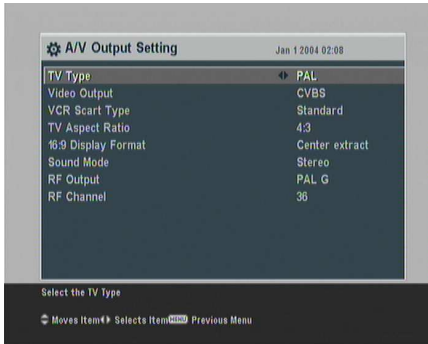 A/V Output Setting Jan 1 2004 02:08
TV Type PAL
Video Output CVBS
VCR Scart Type Standard
TV Aspect Ratio 4:3
16:9 Display Format Center extract
Sound Mode Stereo
RF Output PAL G
RF Channel 36
Select the TV Type
Moves Item Selects Item MENU Previous Menu